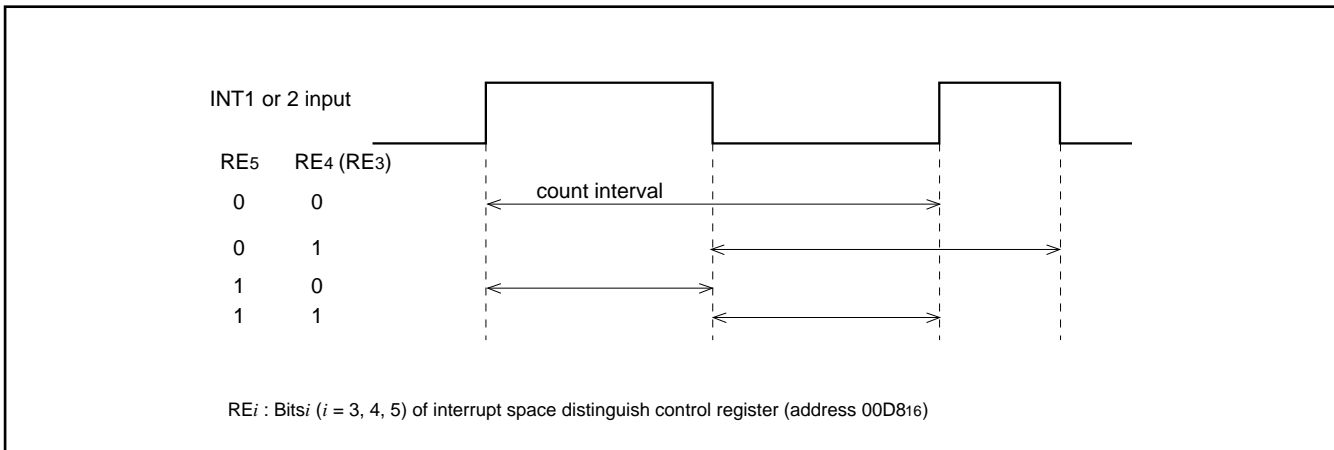 INT1 or 2 input
RE5 RE4 (RE3)
count interval
0 0
0 1
1 0
1 1
REi : Bitsi (i = 3, 4, 5) of interrupt space distinguish control register (address 00D816)